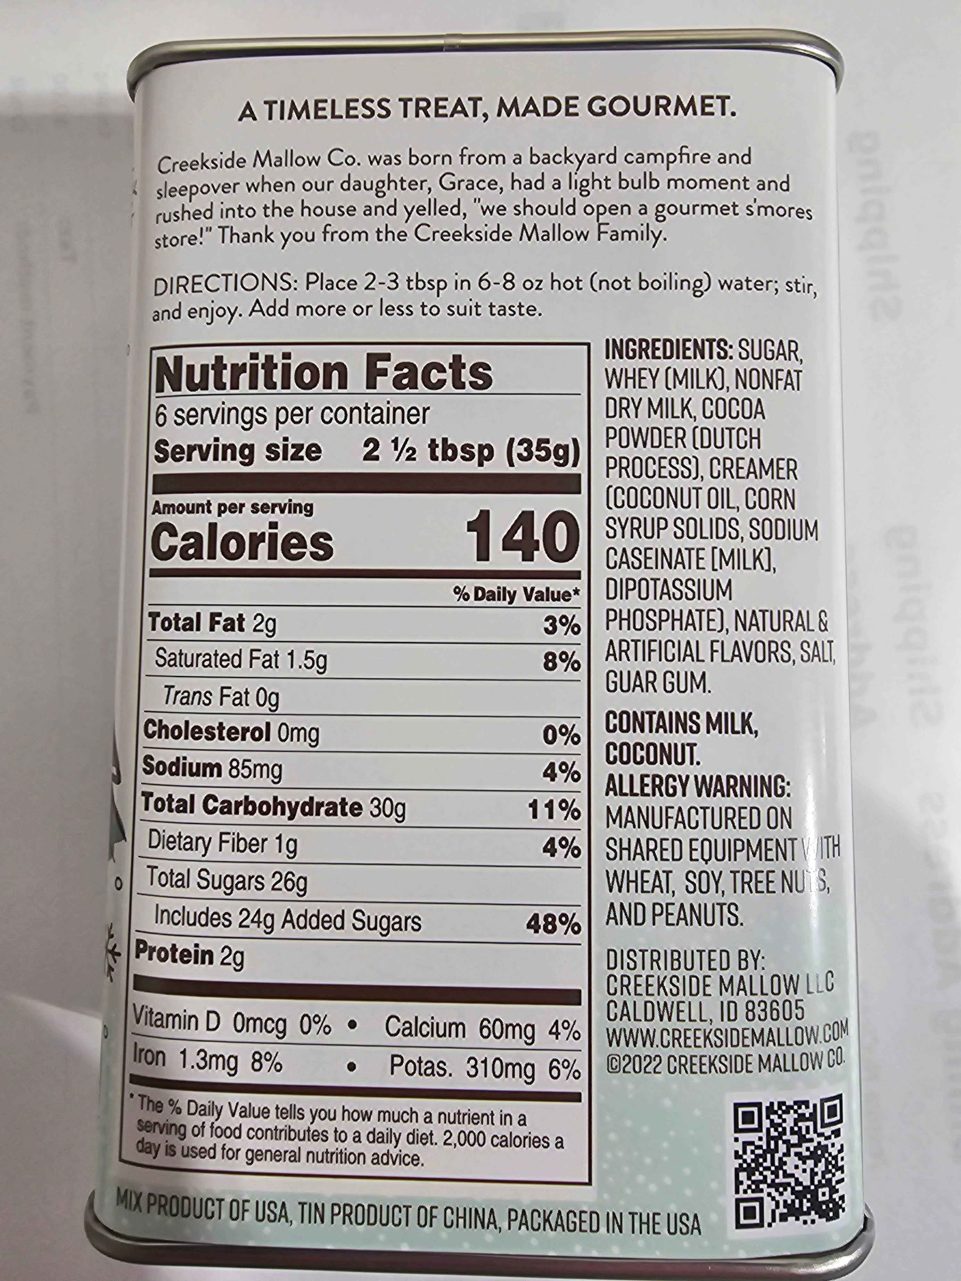 A TIMELESS TREAT, MADE GOURMET.
Creekside Mallow Co. was born from a backyard campfire and
sleepover when our daughter, Grace, had a light bulb moment and
rushed into the house and yelled, "we should open a gourmet s'mores
store!" Thank you from the Creekside Mallow Family.
DIRECTIONS: Place 2-3 tbsp in 6-8 oz hot (not boiling) water; stir,
and enjoy. Add more or less to suit taste.
Nutrition Facts
6 servings per container
Serving size 2 ½ tbsp (35g)
Amount per serving
Calories 140
% Daily Value*
Total Fat 2g 3%
Saturated Fat 1.5g 8%
Trans Fat 0g
Cholesterol 0mg 0%
Sodium 85mg 4%
Total Carbohydrate 30g 11%
Dietary Fiber 1g 4%
Total Sugars 26g
Includes 24g Added Sugars 48%
Protein 2g
Vitamin D 0mcg 0% • Calcium 60mg 4%
Iron 1.3mg 8% • Potas. 310mg 6%
*The % Daily Value tells you how much a nutrient in a
serving of food contributes to a daily diet. 2,000 calories a
day is used for general nutrition advice.
INGREDIENTS: SUGAR,
WHEY (MILK), NONFAT
DRY MILK, COCOA
POWDER (DUTCH
PROCESS), CREAMER
(COCONUT OIL, CORN
SYRUP SOLIDS, SODIUM
CASEINATE [MILK],
DIPOTASSIUM
PHOSPHATE), NATURAL &
ARTIFICIAL FLAVORS, SALT,
GUAR GUM.
CONTAINS MILK,
COCONUT.
ALLERGY WARNING:
MANUFACTURED ON
SHARED EQUIPMENT WITH
WHEAT, SOY, TREE NUTS,
AND PEANUTS.
DISTRIBUTED BY:
CREEKSIDE MALLOW LLC
CALDWELL, ID 83605
WWW.CREEKSIDEMALLOW.COM
©2022 CREEKSIDE MALLOW CO.
MIX PRODUCT OF USA, TIN PRODUCT OF CHINA, PACKAGED IN THE USA